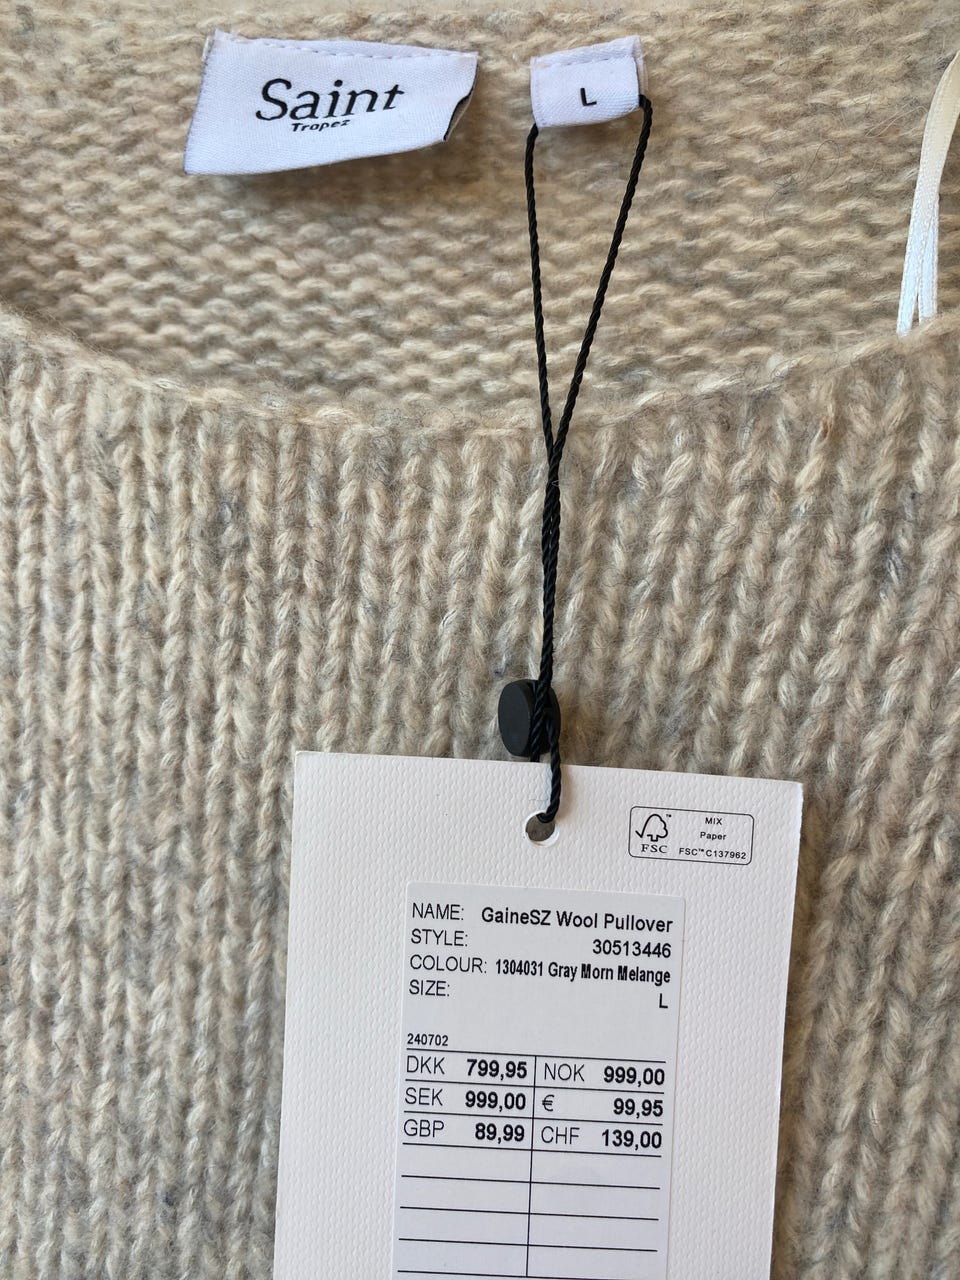 Saint
Tropez
L
FSC™
MIX
Paper
FSC™ C137962
NAME: GaineSZ Wool Pullover
STYLE: 30513446
COLOUR: 1304031 Gray Morn Melange
SIZE: L
240702
DKK 799,95 NOK 999,00
SEK 999,00 € 99,95
GBP 89,99 CHF 139,00